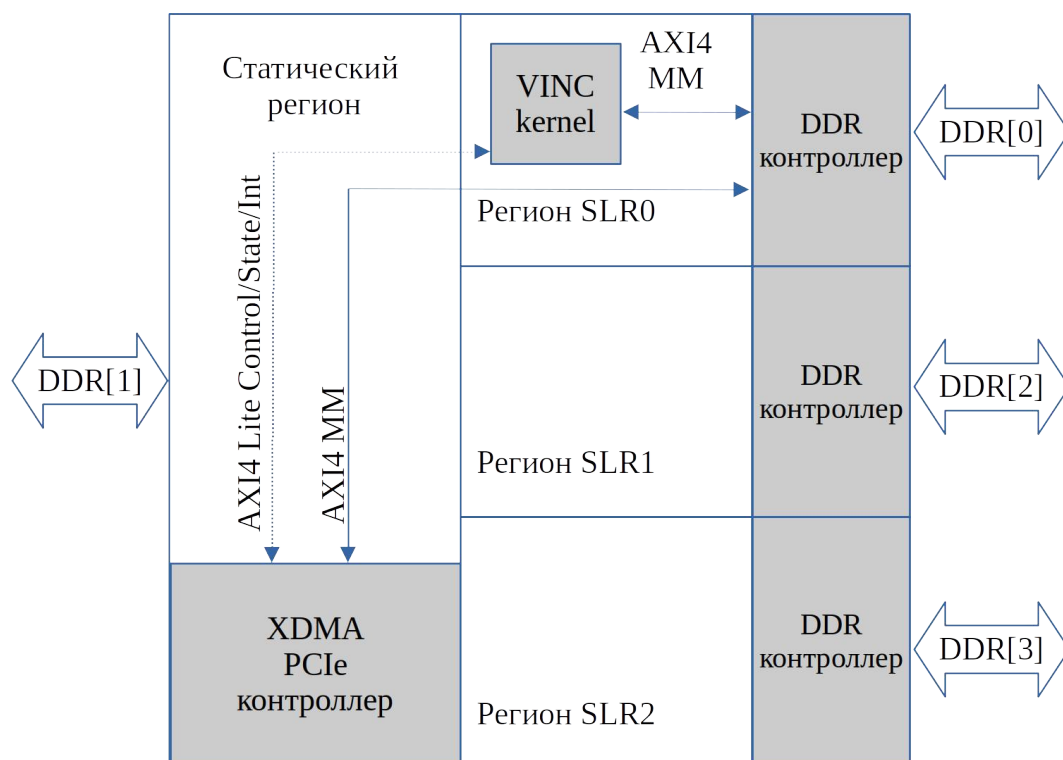 Статический
регион
VINC
kernel
AXI4
MM
DDR
контроллер
DDR[0]
Регион SLR0
AXI4 Lite Control/State/Int
AXI4 MM
DDR[1]
DDR
контроллер
DDR[2]
Регион SLR1
XDMA
PCIe
контроллер
DDR
контроллер
DDR[3]
Регион SLR2